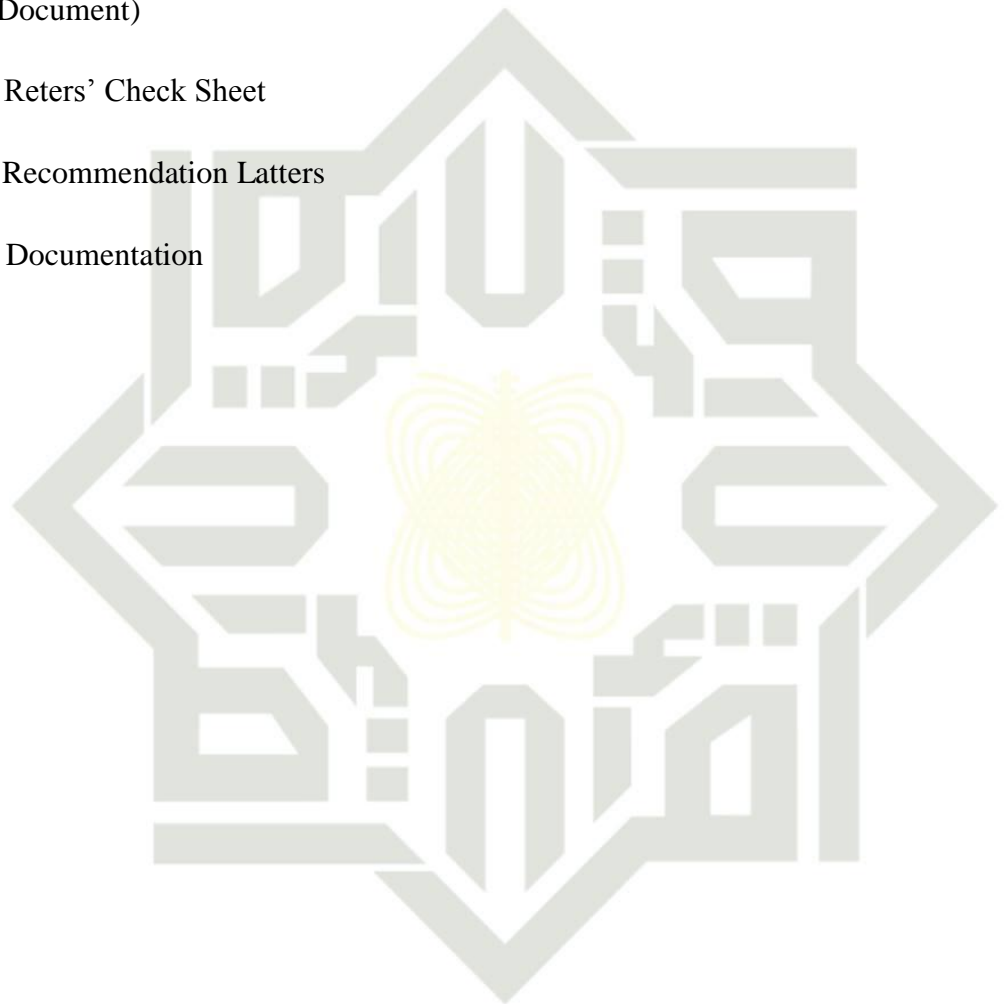 Document)
Reters’ Check Sheet
Recommendation Latters
Documentation